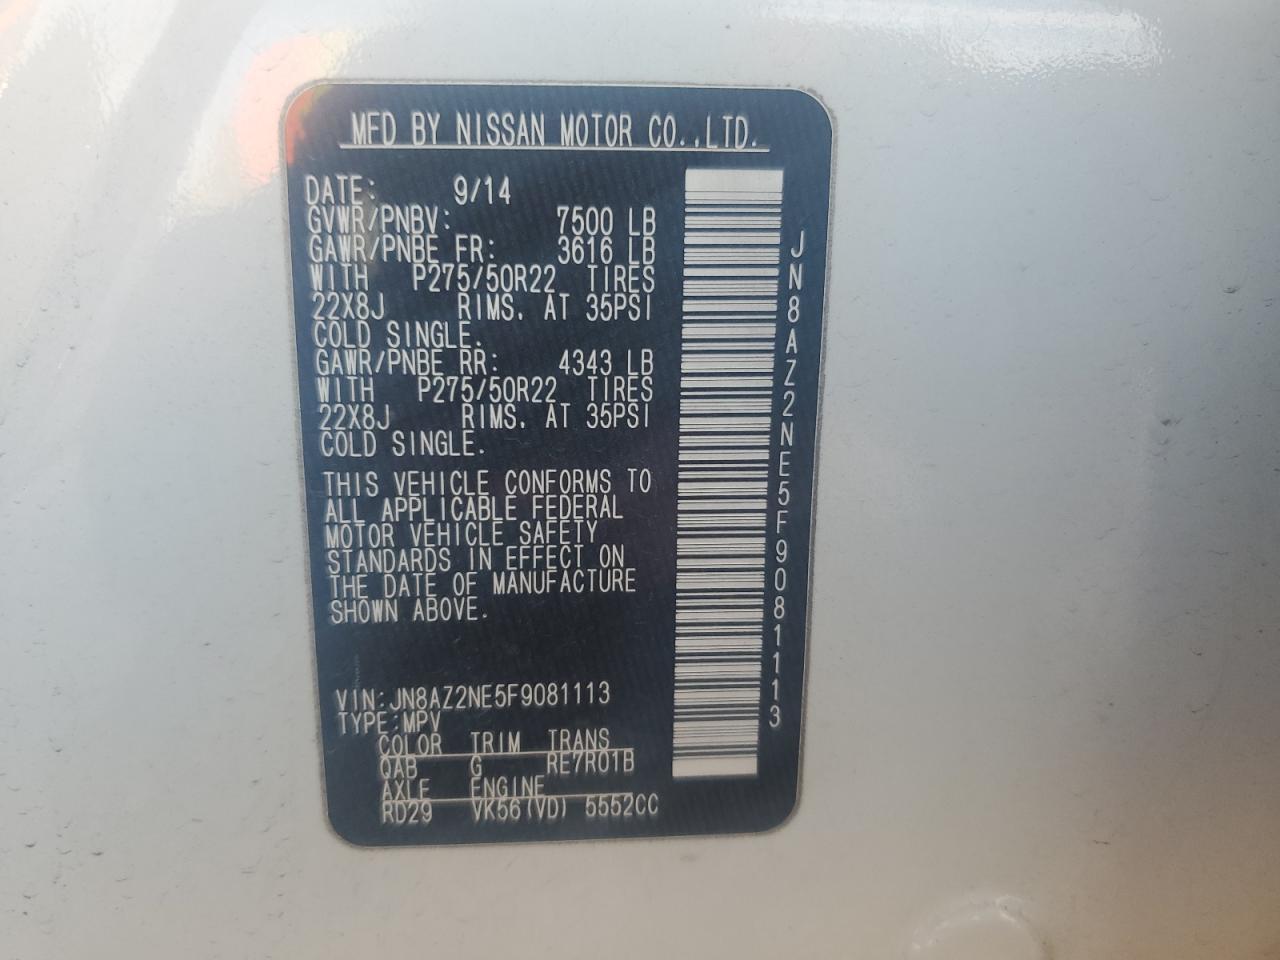 MFD BY NISSAN MOTOR CO.,LTD.
DATE: 9/14
GVWR/PNBV: 7500 LB
GAWR/PNBE FR: 3616 LB
WITH P275/50R22 TIRES
22X8J RIMS. AT 35PSI
COLD SINGLE.
GAWR/PNBE RR: 4343 LB
WITH P275/50R22 TIRES
22X8J RIMS. AT 35PSI
COLD SINGLE.
THIS VEHICLE CONFORMS TO
ALL APPLICABLE FEDERAL
MOTOR VEHICLE SAFETY
STANDARDS IN EFFECT ON
THE DATE OF MANUFACTURE
SHOWN ABOVE.
VIN:JN8AZ2NE5F9081113
TYPE:MPV
COLOR TRIM TRANS
QAB G RE7R01B
AXLE ENGINE
RD29 VK56(VD) 5552CC
JN8AZ2NE5F9081113